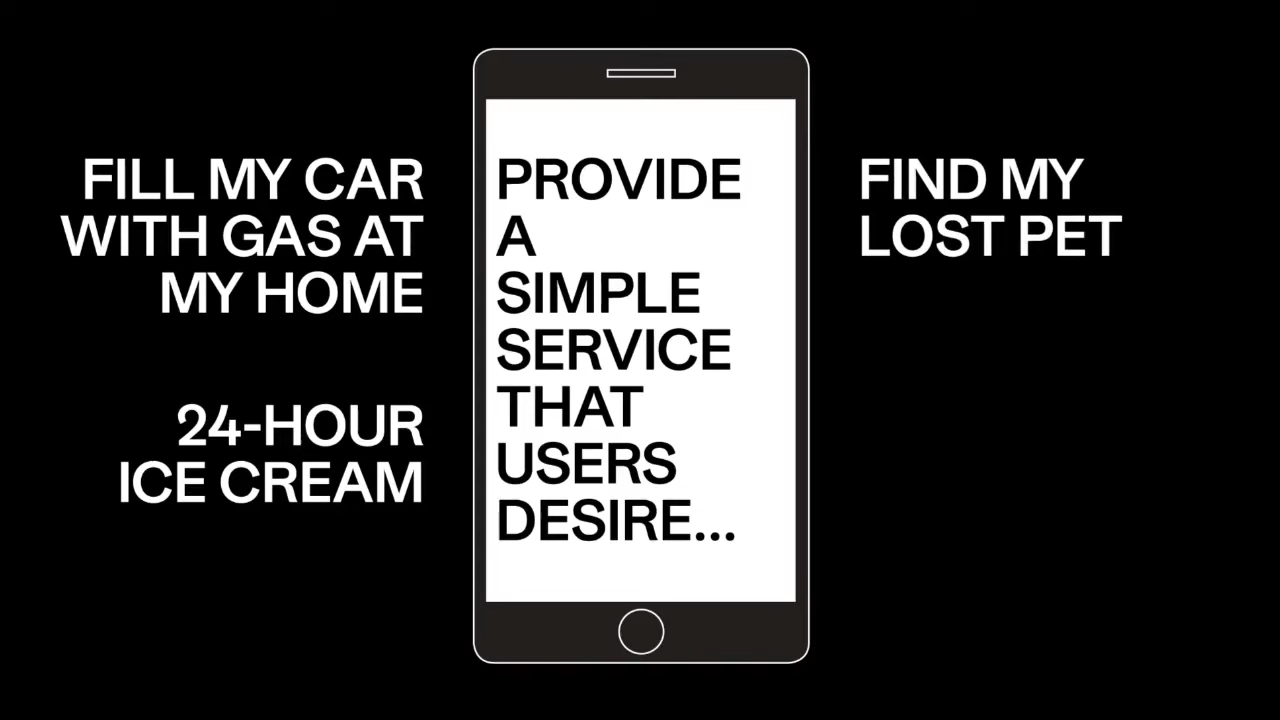 FILL MY CAR
WITH GAS AT
MY HOME
24-HOUR
ICE CREAM
PROVIDE
A
SIMPLE
SERVICE
THAT
USERS
DESIRE...
FIND MY
LOST PET